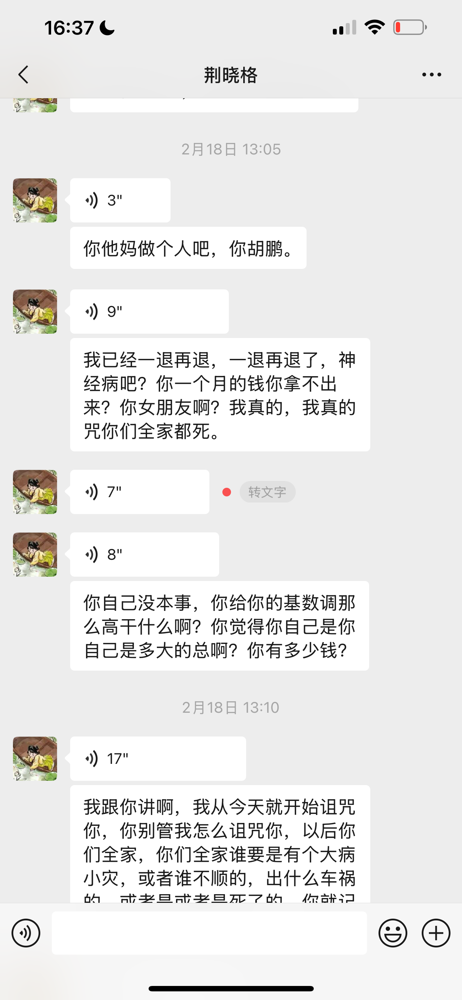 16:37
荆晓格
2月18日 13:05
3"
你他妈做个人吧，你胡鹏。
9"
我已经一退再退，一退再退了，神
经病吧？你一个月的钱你拿不出
来？你女朋友啊？我真的，我真的
咒你们全家都死。
7"
转文字
8"
你自己没本事，你给你的基数调那
么高干什么啊？你觉得你自己是你
自己是多大的总啊？你有多少钱？
2月18日 13:10
17"
我跟你讲啊，我从今天就开始诅咒
你，你别管我怎么诅咒你，以后你
们全家，你们全家谁要是有个大病
小灾，或者谁不顺的，出什么车祸
的，或者是或者是死了的，你就记